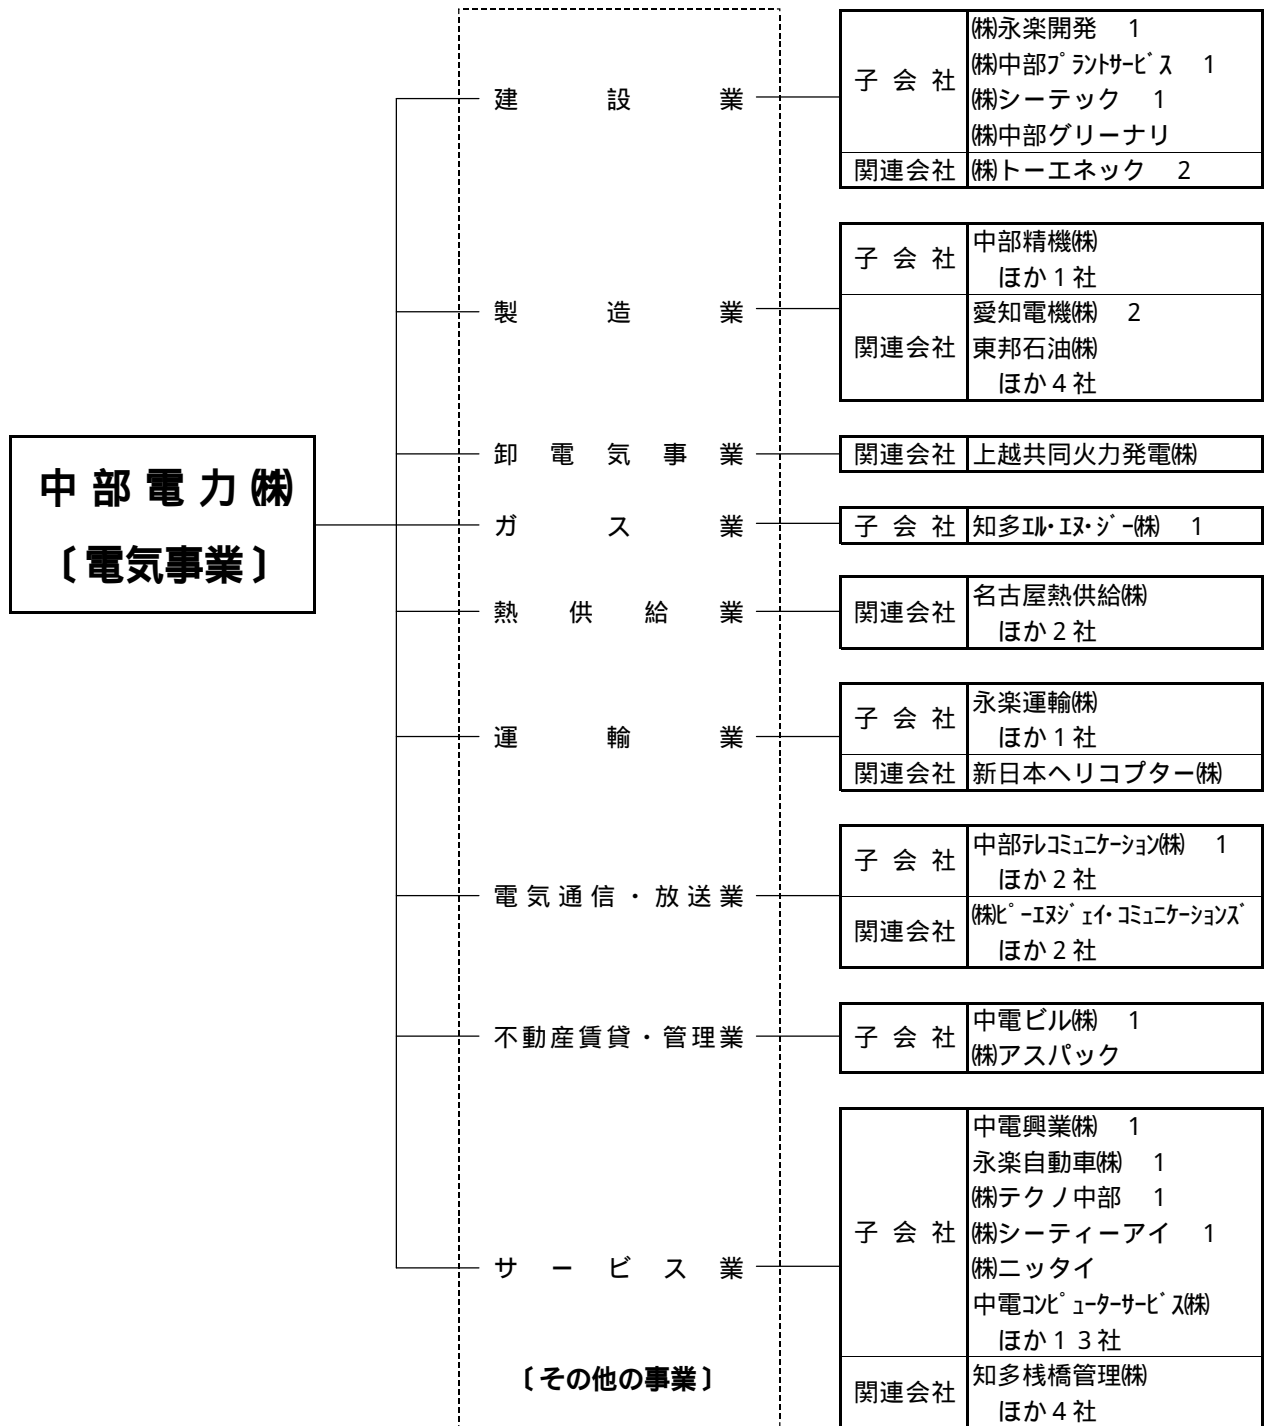 中部電力㈱
〔電気事業〕
建設業
子会社
㈱永楽開発 1
㈱中部プラントサービス 1
㈱シーテック 1
㈱中部グリーナリ
関連会社
㈱トーエネック 2
製造業
子会社
中部精機㈱
ほか1社
関連会社
愛知電機㈱ 2
東邦石油㈱
ほか4社
卸電気事業
関連会社
上越共同火力発電㈱
ガス業
子会社
知多エル・エヌ・ジー㈱ 1
熱供給業
関連会社
名古屋熱供給㈱
ほか2社
運輸業
子会社
永楽運輸㈱
ほか1社
関連会社
新日本ヘリコプター㈱
電気通信・放送業
子会社
中部テレコミュニケーション㈱ 1
ほか2社
関連会社
㈱ピーエヌジェイ・コミュニケーションズ
ほか2社
不動産賃貸・管理業
子会社
中電ビル㈱ 1
㈱アスパック
サービス業
子会社
中電興業㈱ 1
永楽自動車㈱ 1
㈱テクノ中部 1
㈱シーティーアイ 1
㈱ニッタイ
中電コンピューターサービス㈱
ほか13社
関連会社
知多桟橋管理㈱
ほか4社
〔その他の事業〕